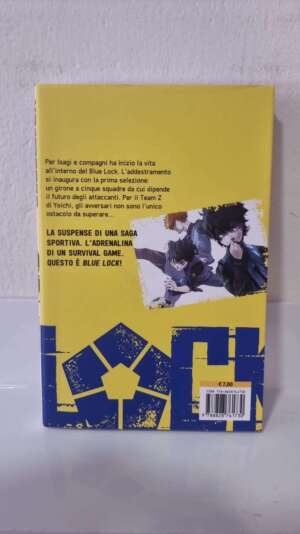 Per Isagi e compagni ha inizio la vita
all'interno del Blue Lock. L'addestramento
si inaugura con la prima selezione:
un girone a cinque squadre da cui dipende
il futuro degli attaccanti. Per il Team Z
di Yoichi, gli avversari non sono l'unico
ostacolo da superare...
LA SUSPENSE DI UNA SAGA
SPORTIVA. L'ADRENALINA
DI UN SURVIVAL GAME.
QUESTO È BLUE LOCK!
LOCK
€ 7,00